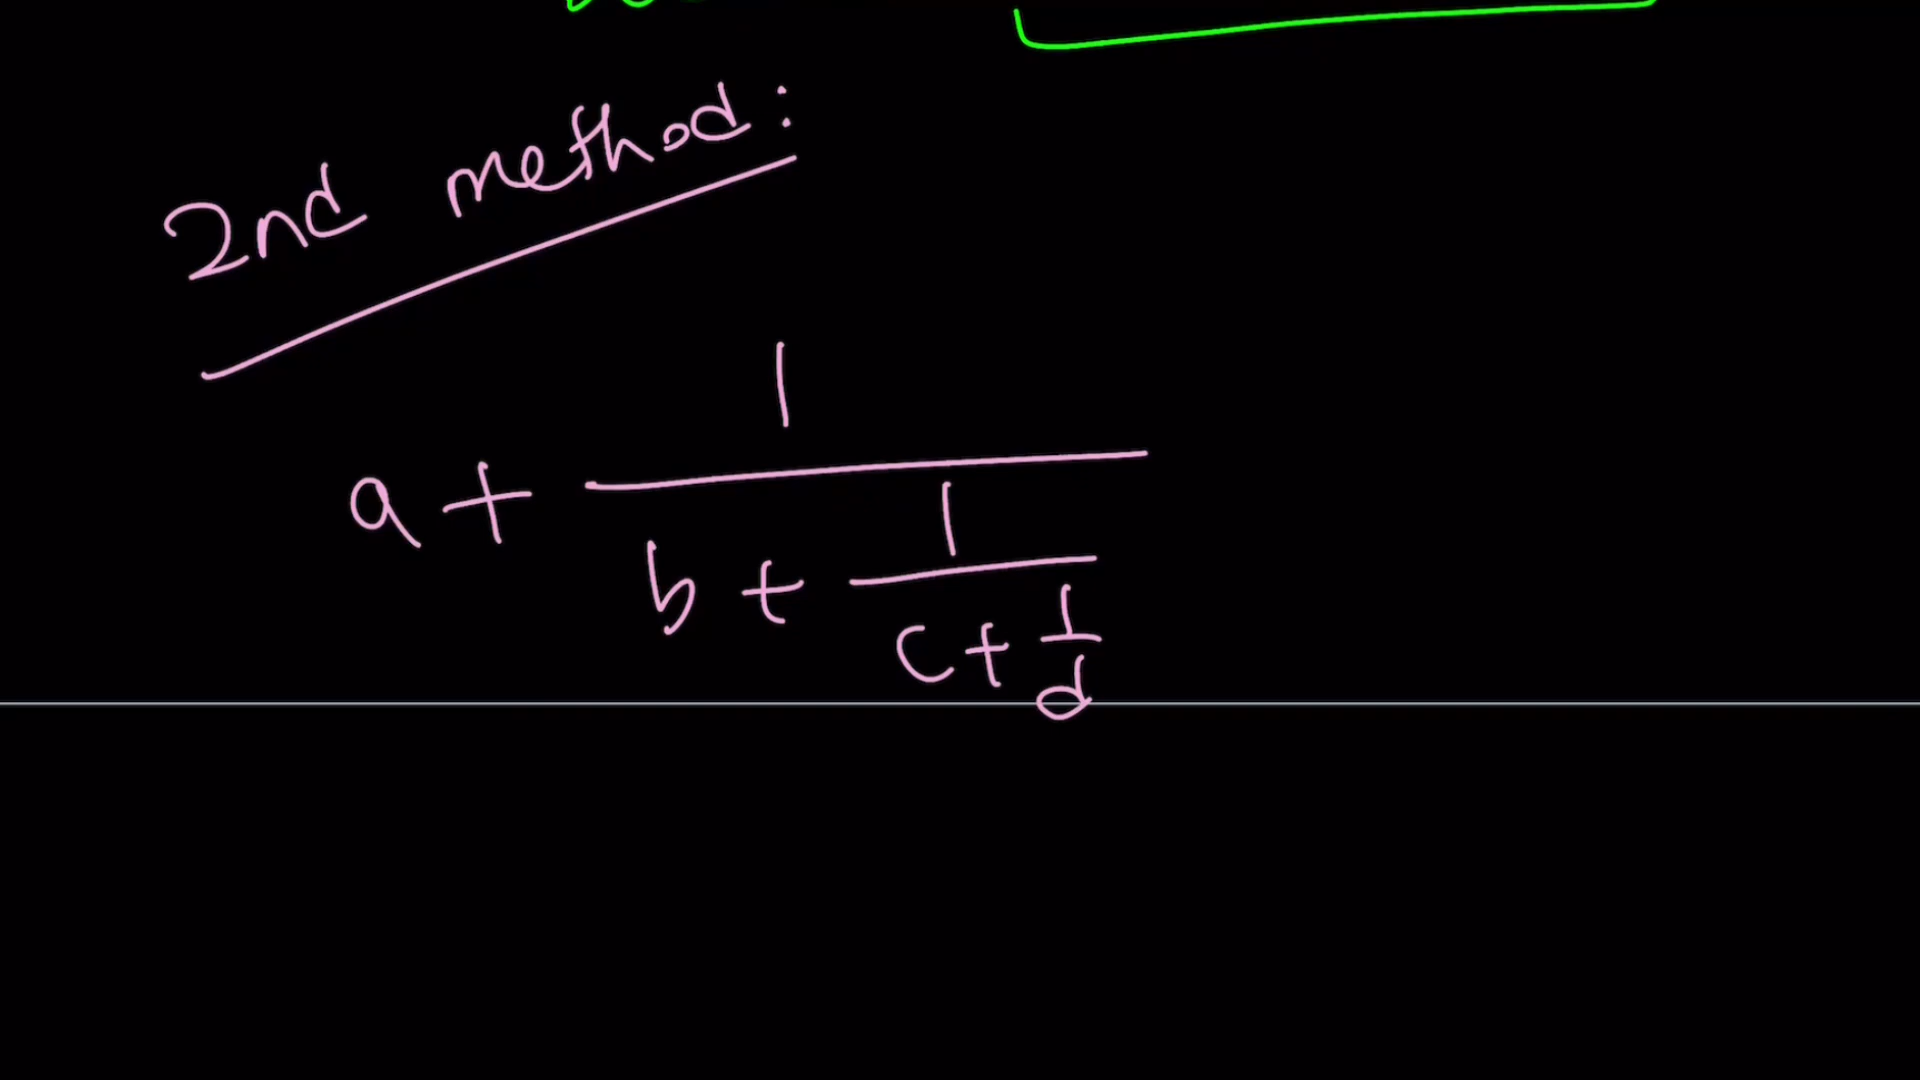 2nd method:
a + 1
b + 1
c + 1
d